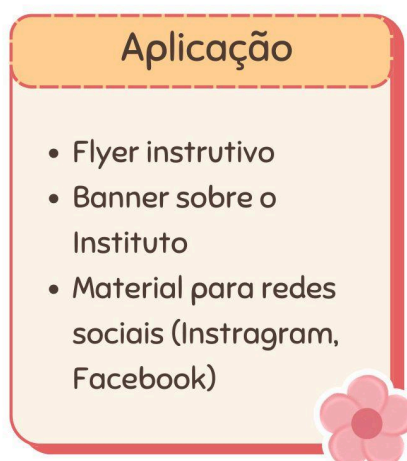 Aplicação
• Flyer instrutivo
• Banner sobre o
Instituto
• Material para redes
sociais (Instragram,
Facebook)